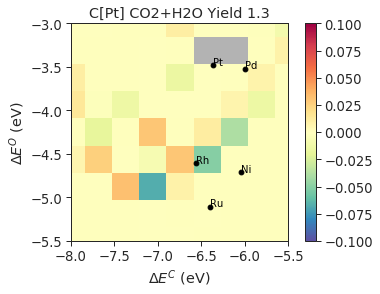 C[Pt] CO2+H2O Yield 1.3
−3.0
−3.5
−4.0
−4.5
−5.0
−5.5
ΔE^O (eV)
Pt
Pd
Rh
Ni
Ru
−8.0 −7.5 −7.0 −6.5 −6.0 −5.5
ΔE^C (eV)
0.100
0.075
0.050
0.025
0.000
−0.025
−0.050
−0.075
−0.100